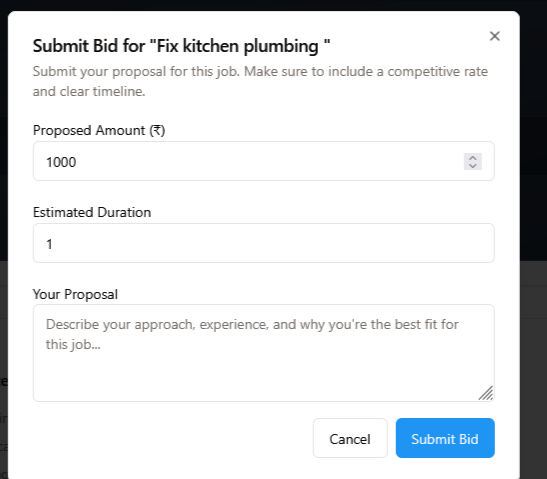 Submit Bid for "Fix kitchen plumbing "
Submit your proposal for this job. Make sure to include a competitive rate
and clear timeline.
Proposed Amount (₹)
1000
Estimated Duration
1
Your Proposal
Describe your approach, experience, and why you're the best fit for
this job...
Cancel
Submit Bid